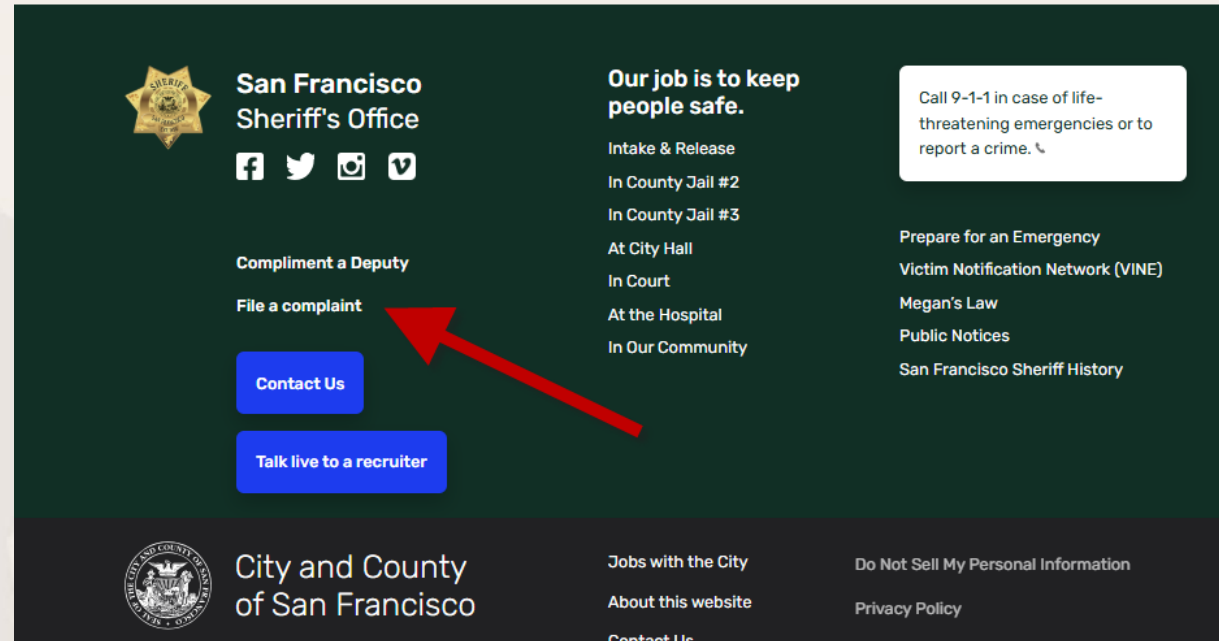 San Francisco
Sheriff's Office
Compliment a Deputy
File a complaint
Contact Us
Talk live to a recruiter
Our job is to keep
people safe.
Intake & Release
In County Jail #2
In County Jail #3
At City Hall
In Court
At the Hospital
In Our Community
Call 9-1-1 in case of life-
threatening emergencies or to
report a crime.
Prepare for an Emergency
Victim Notification Network (VINE)
Megan's Law
Public Notices
San Francisco Sheriff History
City and County
of San Francisco
Jobs with the City
About this website
Contact Us
Do Not Sell My Personal Information
Privacy Policy